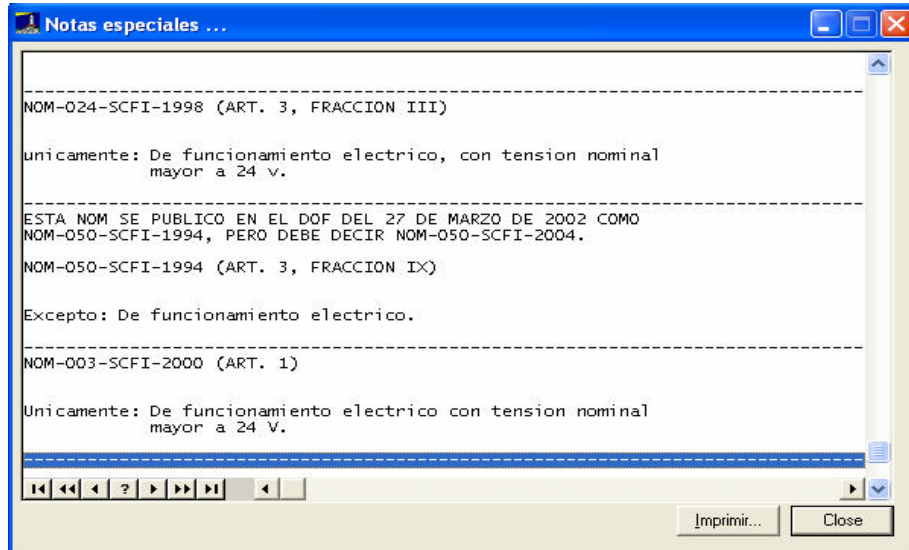 Notas especiales ...
--------------------------------------------------------------------------------
NOM-024-SCFI-1998 (ART. 3, FRACCION III)
unicamente: De funcionamiento electrico, con tension nominal
mayor a 24 v.
--------------------------------------------------------------------------------
ESTA NOM SE PUBLICO EN EL DOF DEL 27 DE MARZO DE 2002 COMO
NOM-050-SCFI-1994, PERO DEBE DECIR NOM-050-SCFI-2004.
NOM-050-SCFI-1994 (ART. 3, FRACCION IX)
Excepto: De funcionamiento electrico.
--------------------------------------------------------------------------------
NOM-003-SCFI-2000 (ART. 1)
Unicamente: De funcionamiento electrico con tension nominal
mayor a 24 V.
--------------------------------------------------------------------------------
?
Imprimir...
Close